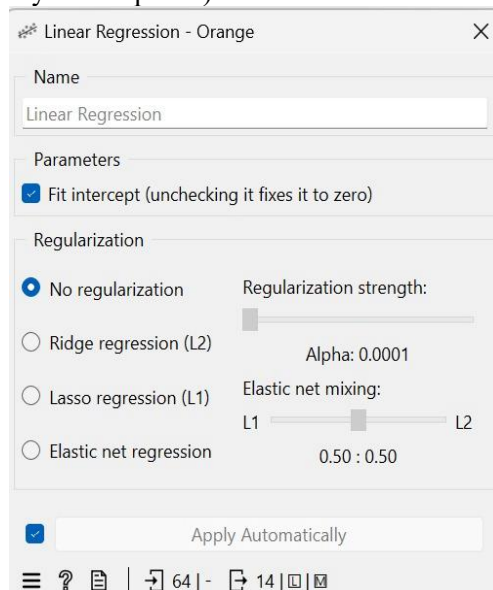 Linear Regression - Orange
Name
Linear Regression
Parameters
Fit intercept (unchecking it fixes it to zero)
Regularization
No regularization
Ridge regression (L2)
Lasso regression (L1)
Elastic net regression
Regularization strength:
Alpha: 0.0001
Elastic net mixing:
L1 L2
0.50 : 0.50
Apply Automatically
? 64 | - 14 | L | M